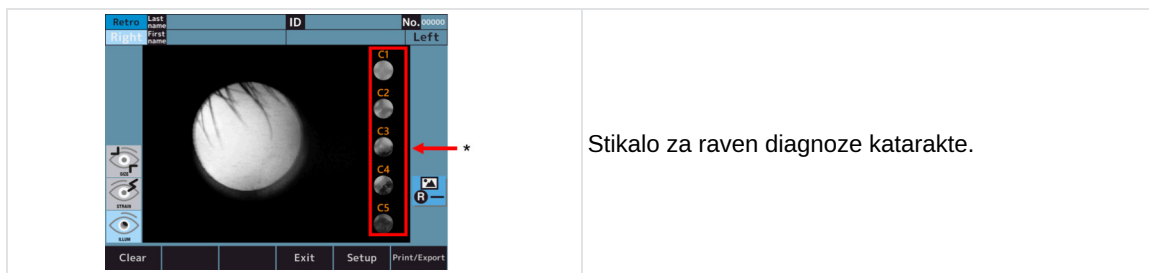 Retro Last name ID No. 00000
Right First name Left
C1
C2
C3
*
C4
C5
SIZE
STRAIN
ILLUM
R
Clear Exit Setup Print/Export
Stikalo za raven diagnoze katarakte.